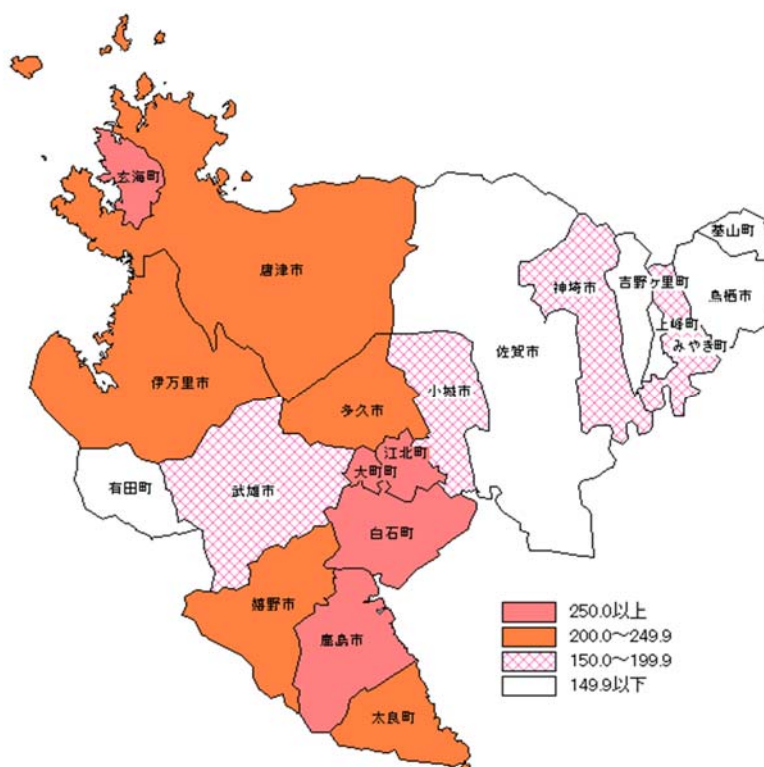 玄海町
唐津市
基山町
神埼市
吉野ヶ里町
鳥栖市
上峰町
みやき町
佐賀市
伊万里市
小城市
多久市
江北町
大町町
有田町
武雄市
白石町
嬉野市
鹿島市
太良町
250.0以上
200.0～249.9
150.0～199.9
149.9以下